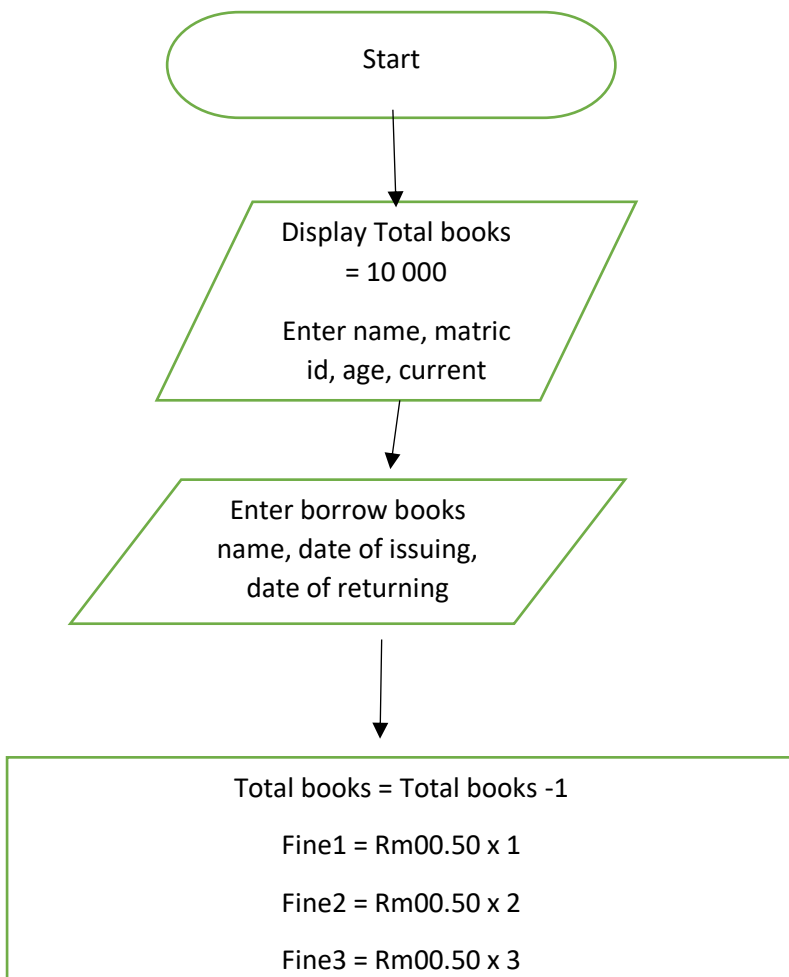 Start
Display Total books
= 10 000
Enter name, matric
id, age, current
Enter borrow books
name, date of issuing,
date of returning
Total books = Total books -1
Fine1 = Rm00.50 x 1
Fine2 = Rm00.50 x 2
Fine3 = Rm00.50 x 3